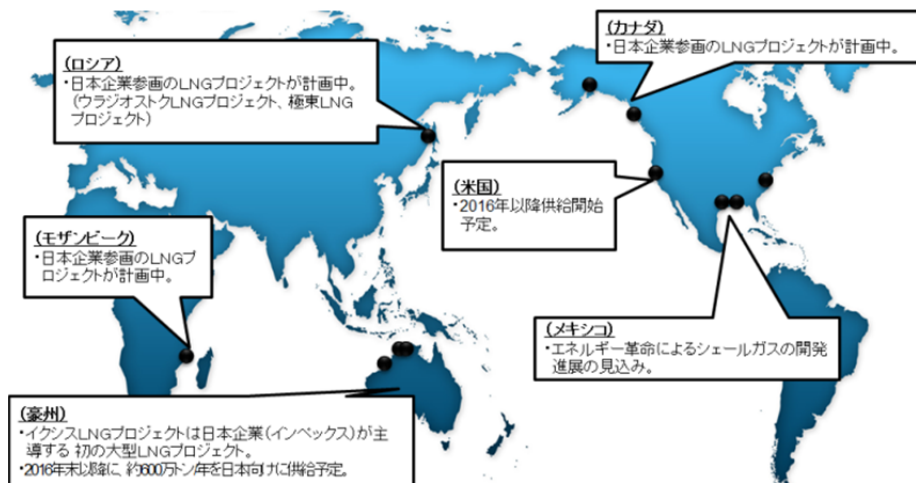 (ロシア)
・日本企業参画のLNGプロジェクトが計画中。
(ウラジオストクLNGプロジェクト、極東LNG
プロジェクト)
(カナダ)
・日本企業参画のLNGプロジェクトが計画中。
(米国)
・2016年以降供給開始
予定。
(モザンビーク)
・日本企業参画のLNGプ
ロジェクトが計画中。
(メキシコ)
・エネルギー革命によるシェールガスの開発
進展の見込み。
(豪州)
・イクシスLNGプロジェクトは日本企業(インペックス)が主
導する 初の大型LNGプロジェクト。
・2016年末以降に、約600万トン/年を日本向けに供給予定。